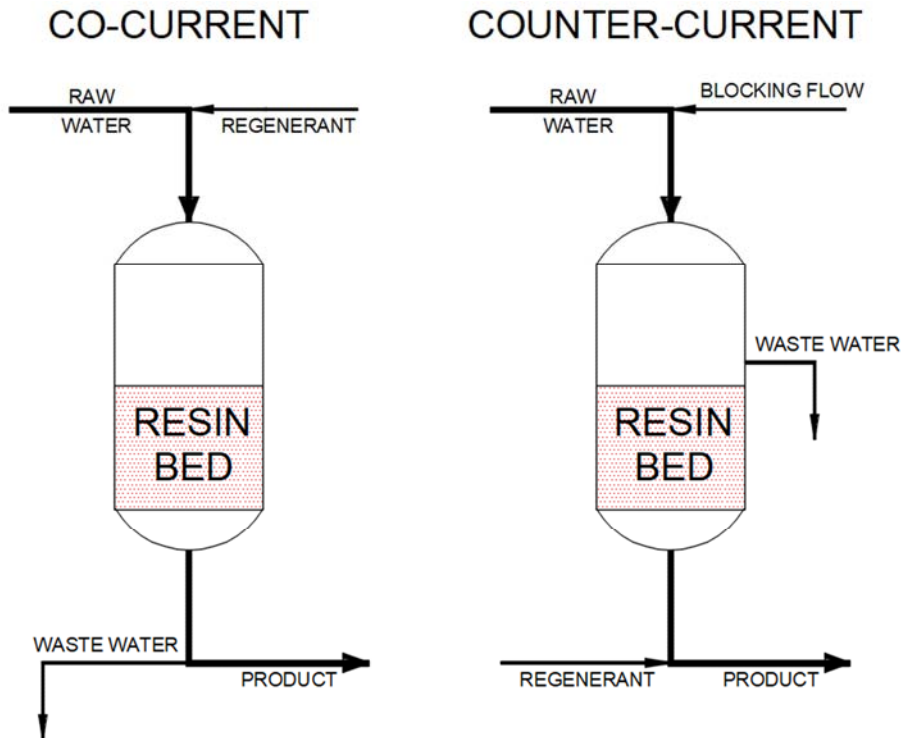 CO-CURRENT
RAW
WATER
REGENERANT
RESIN
BED
WASTE WATER
PRODUCT
COUNTER-CURRENT
RAW
WATER
BLOCKING FLOW
WASTE WATER
RESIN
BED
REGENERANT
PRODUCT